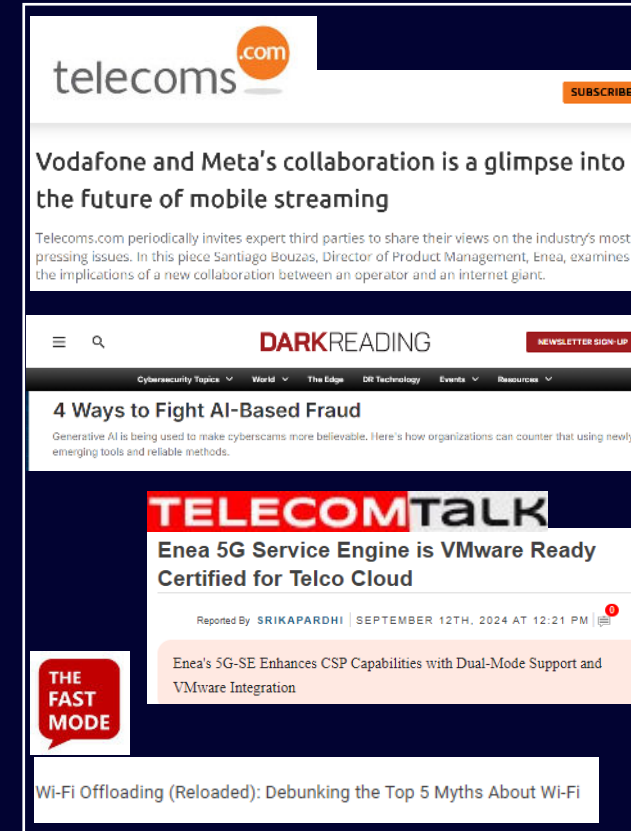 telecoms.com
SUBSCRIBE
Vodafone and Meta's collaboration is a glimpse into
the future of mobile streaming
Telecoms.com periodically invites expert third parties to share their views on the industry's most
pressing issues. In this piece Santiago Bouzas, Director of Product Management, Enea, examines
the implications of a new collaboration between an operator and an internet giant.
DARKREADING
NEWSLETTER SIGN-UP
Cybersecurity Topics World The Edge DR Technology Events Resources
4 Ways to Fight AI-Based Fraud
Generative AI is being used to make cyberscams more believable. Here's how organizations can counter that using newly
emerging tools and reliable methods.
TELECOMTALK
Enea 5G Service Engine is VMware Ready
Certified for Telco Cloud
Reported By SRIKAPARDHI | SEPTEMBER 12TH, 2024 AT 12:21 PM | 0
Enea's 5G-SE Enhances CSP Capabilities with Dual-Mode Support and
VMware Integration
THE
FAST
MODE
Wi-Fi Offloading (Reloaded): Debunking the Top 5 Myths About Wi-Fi